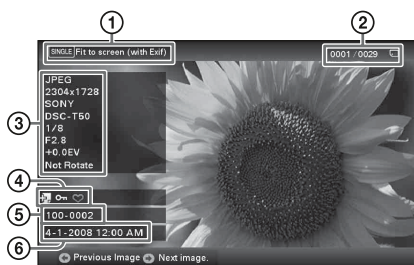 1
2
SINGLE Fit to screen (with Exif)
0001 /0029
3
JPEG
2304x1728
SONY
DSC-T50
1/8
F2.8
+0.0EV
Not Rotate
4
5
100-0002
6
4-1-2008 12:00 AM
Previous Image Next image.